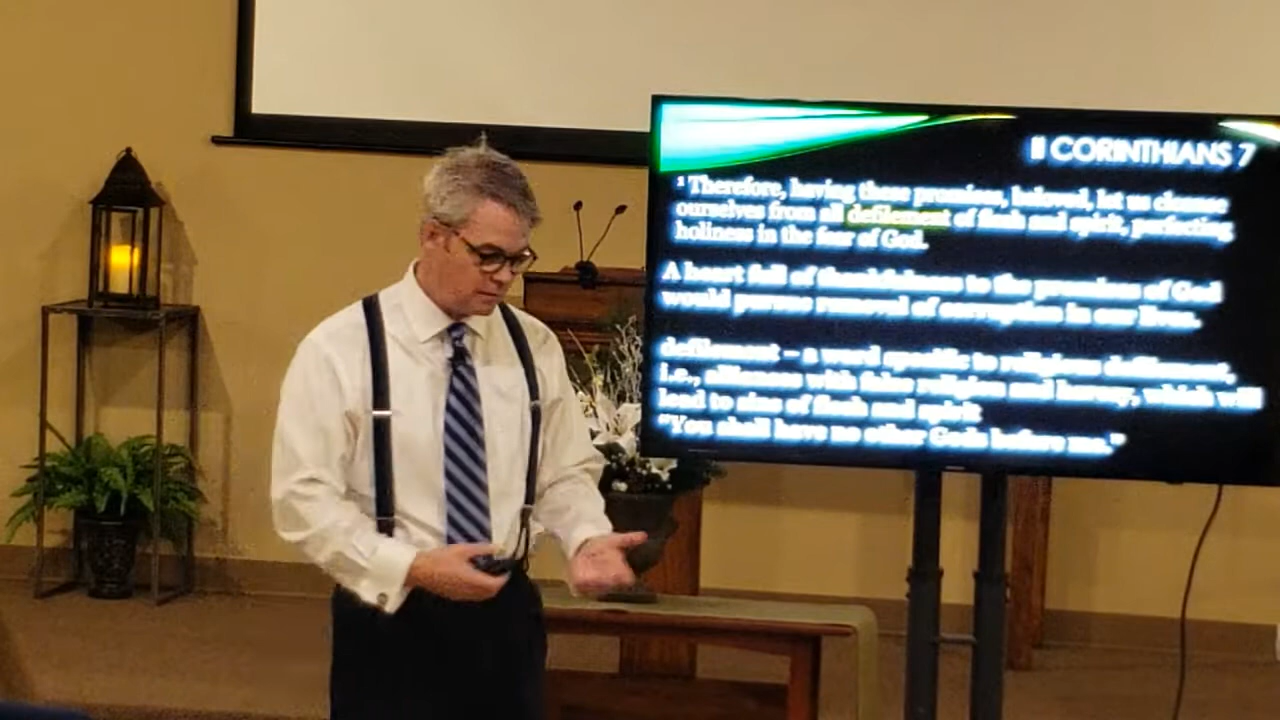 II CORINTHIANS 7
1 Therefore, having these promises, beloved, let us cleanse
ourselves from all defilement of flesh and spirit, perfecting
holiness in the fear of God.
A heart full of thankfulness to the promises of God
would pursue removal of corruption in our lives.
defilement – a word specific to religious defilement,
i.e., alliances with false religion and heresy, which will
lead to sins of flesh and spirit
"You shall have no other Gods before me."